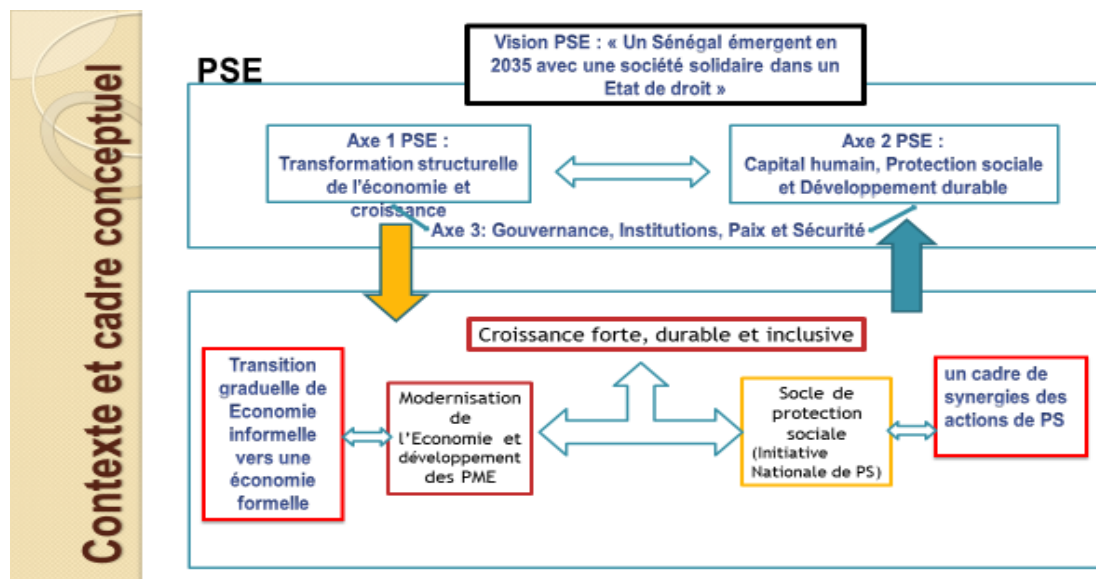 Contexte et cadre conceptuel
PSE
Vision PSE : « Un Sénégal émergent en
2035 avec une société solidaire dans un
Etat de droit »
Axe 1 PSE :
Transformation structurelle
de l'économie et
croissance
Axe 2 PSE :
Capital humain, Protection sociale
et Développement durable
Axe 3: Gouvernance, Institutions, Paix et Sécurité
Croissance forte, durable et inclusive
Transition
graduelle de
Economie
informelle
vers une
économie
formelle
Modernisation
de
l'Economie et
développement
des PME
Socle de
protection
sociale
(Initiative
Nationale de PS)
un cadre de
synergies des
actions de PS